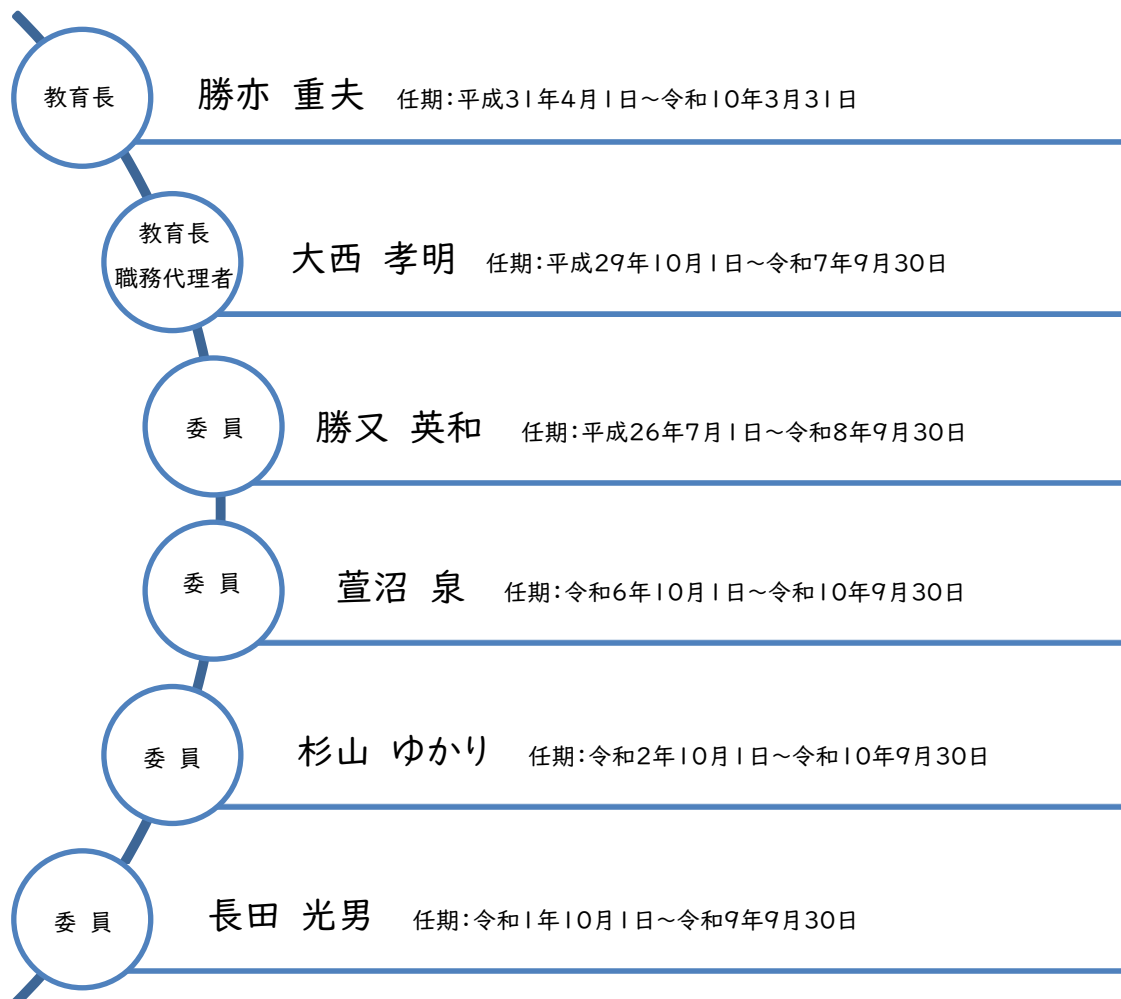 教育長
勝亦 重夫 任期:平成31年4月1日~令和10年3月31日
教育長
職務代理者
大西 孝明 任期:平成29年10月1日~令和7年9月30日
委 員
勝又 英和 任期:平成26年7月1日~令和8年9月30日
委 員
萱沼 泉 任期:令和6年10月1日~令和10年9月30日
委 員
杉山 ゆかり 任期:令和2年10月1日~令和10年9月30日
委 員
長田 光男 任期:令和1年10月1日~令和9年9月30日